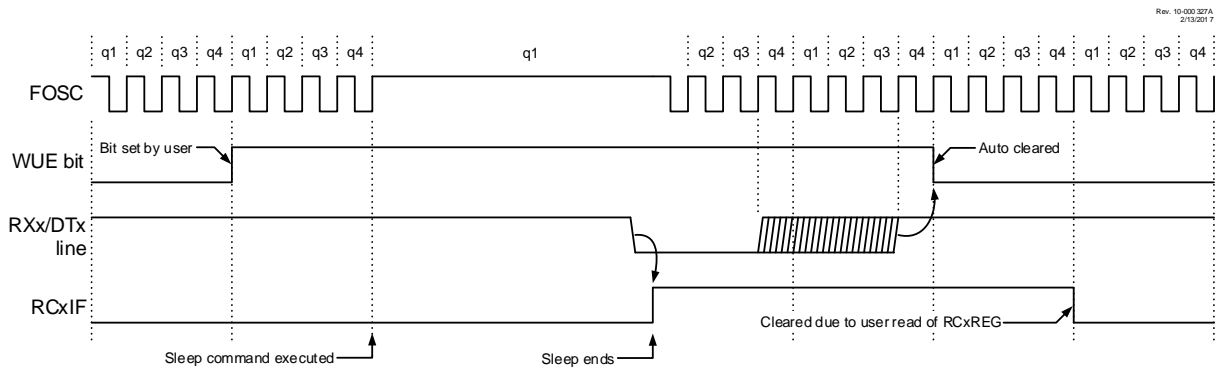 Rev. 10-000327A
2/13/2017
q1 q2 q3 q4 q1 q2 q3 q4 q1 q2 q3 q4 q1 q2 q3 q4 q1 q2 q3 q4 q1 q2 q3 q4
FOSC
Bit set by user
Auto cleared
WUE bit
RXx/DTx
line
RCxIF
Cleared due to user read of RCxREG
Sleep command executed
Sleep ends